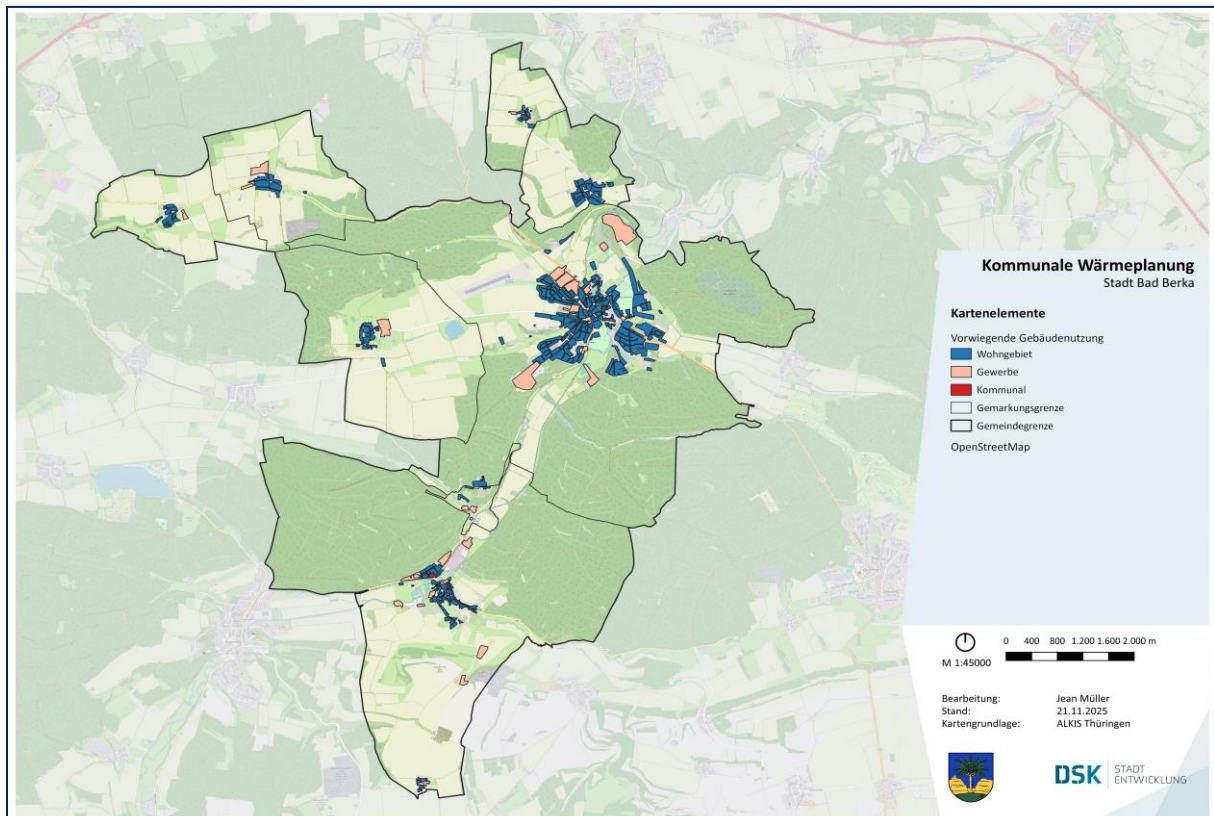 Kommunale Wärmeplanung
Stadt Bad Berka
Kartenelemente
Vorwiegende Gebäudenutzung
Wohngebiet
Gewerbe
Kommunal
Gemarkungsgrenze
Gemeindegrenze
OpenStreetMap
0 400 800 1.200 1.600 2.000 m
M 1:45000
Bearbeitung: Jean Müller
Stand: 21.11.2025
Kartengrundlage: ALKIS Thüringen
DSK STADT
ENTWICKLUNG